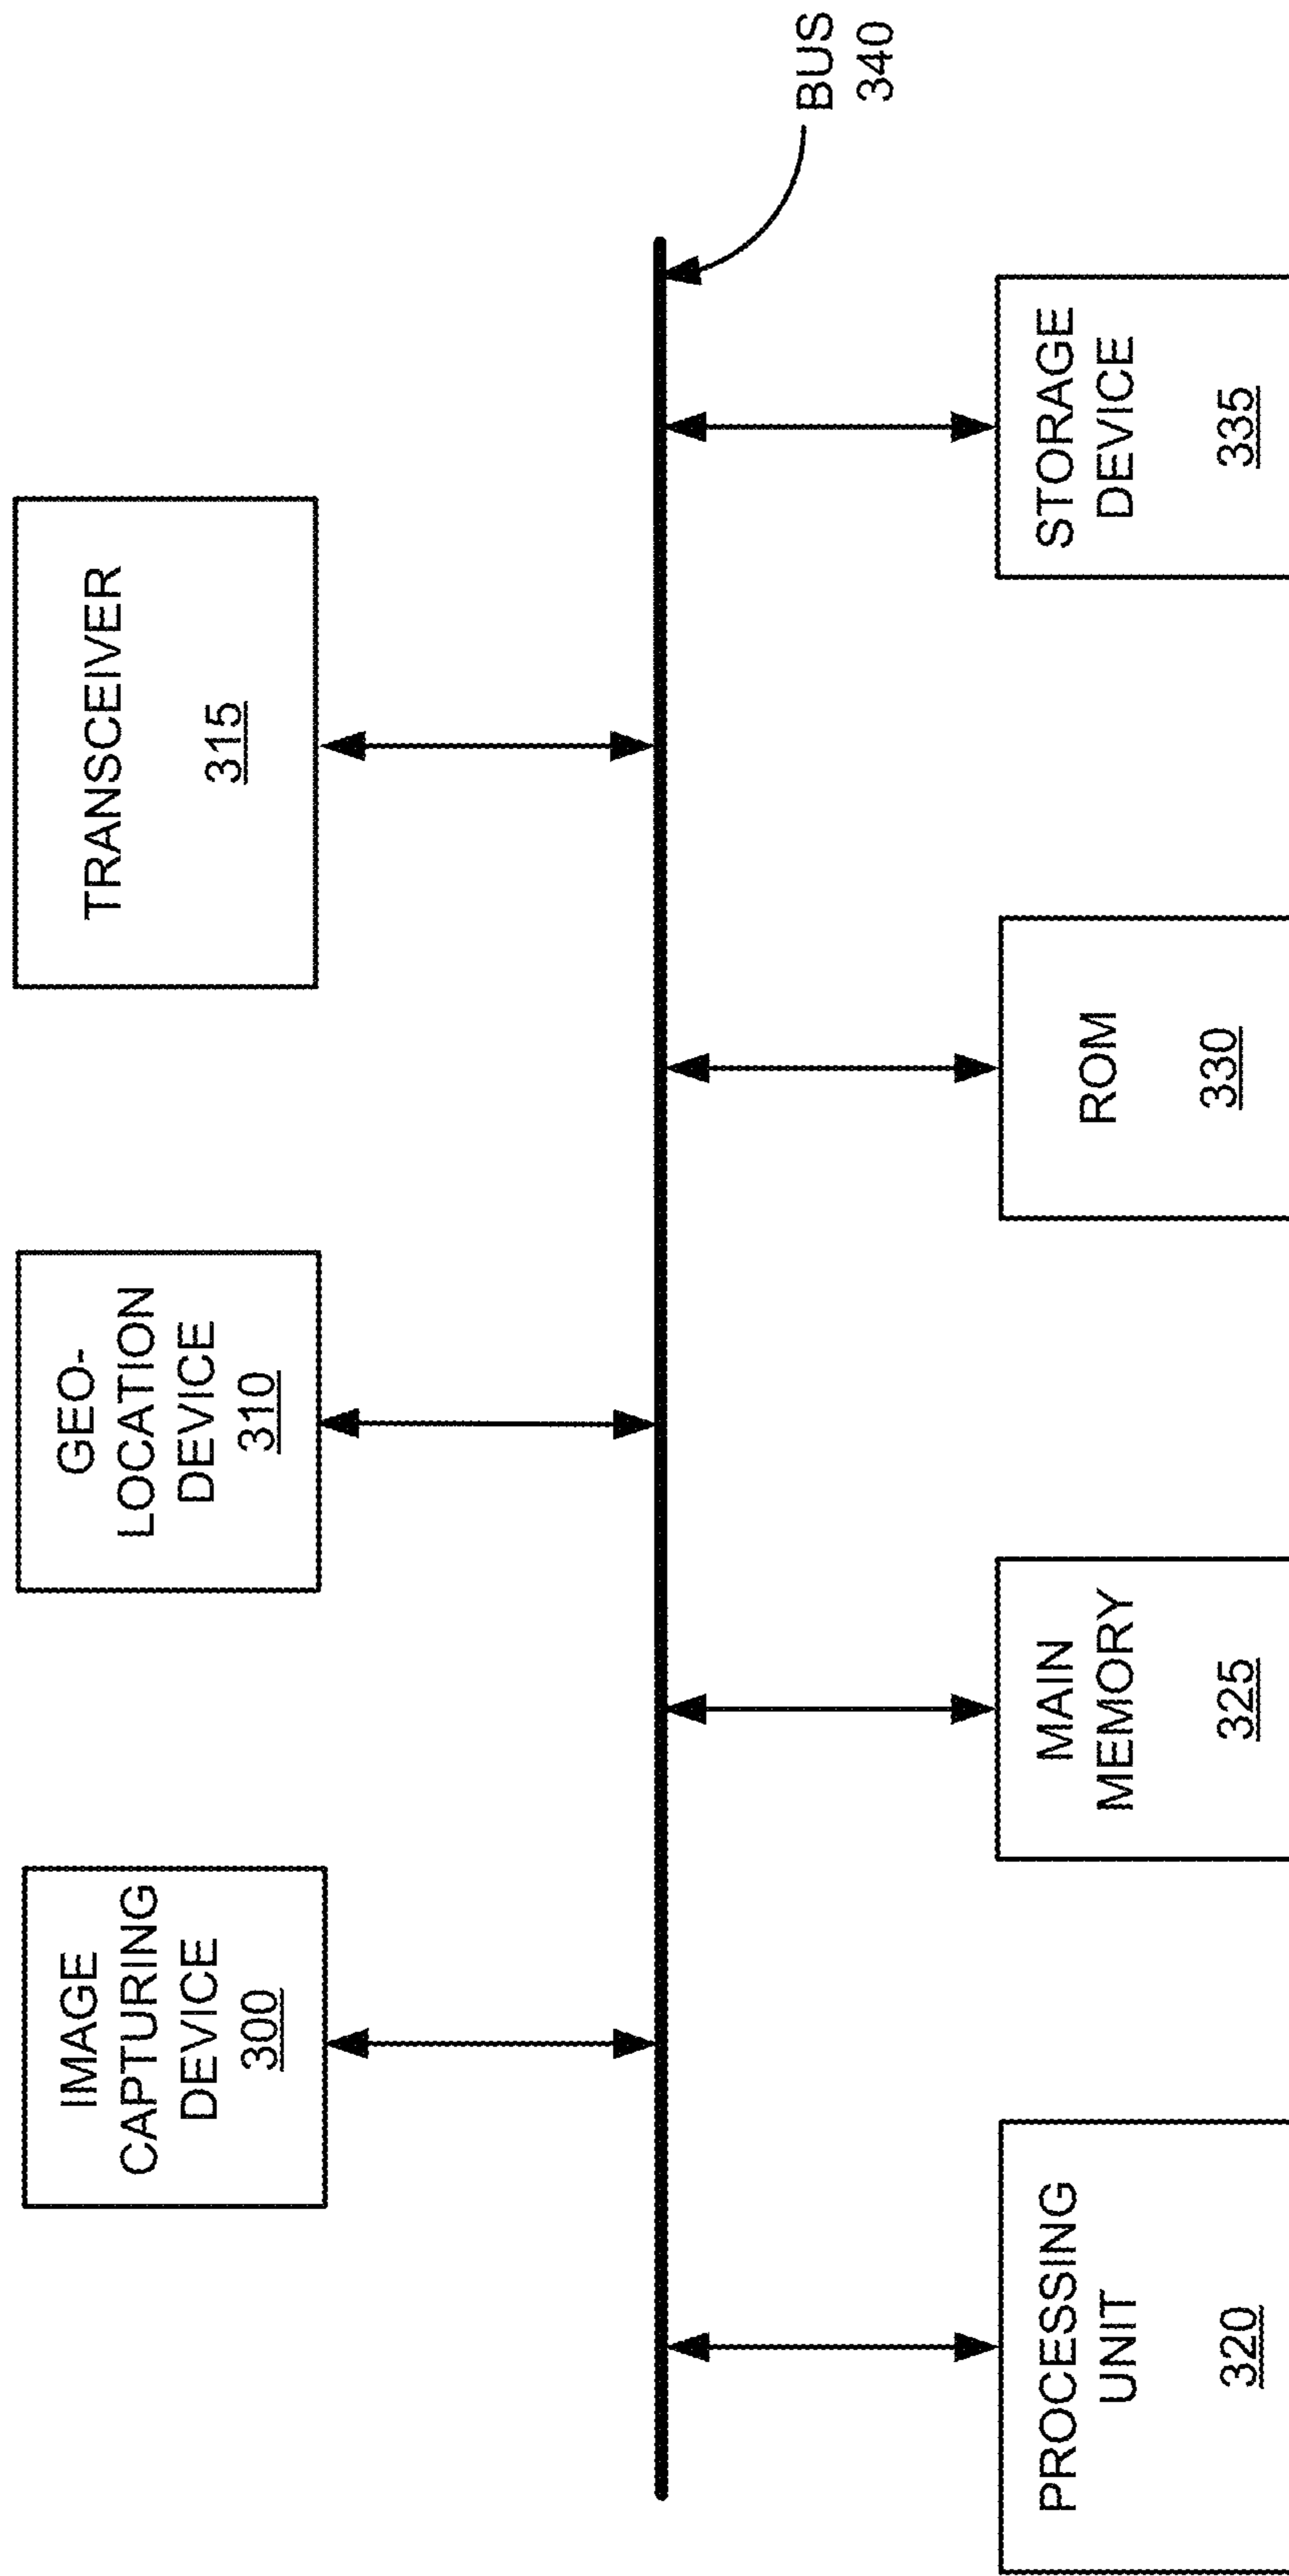 IMAGE
CAPTURING
DEVICE
300
GEO-
LOCATION
DEVICE
310
TRANSCEIVER
315
BUS
340
PROCESSING
UNIT
320
MAIN
MEMORY
325
ROM
330
STORAGE
DEVICE
335